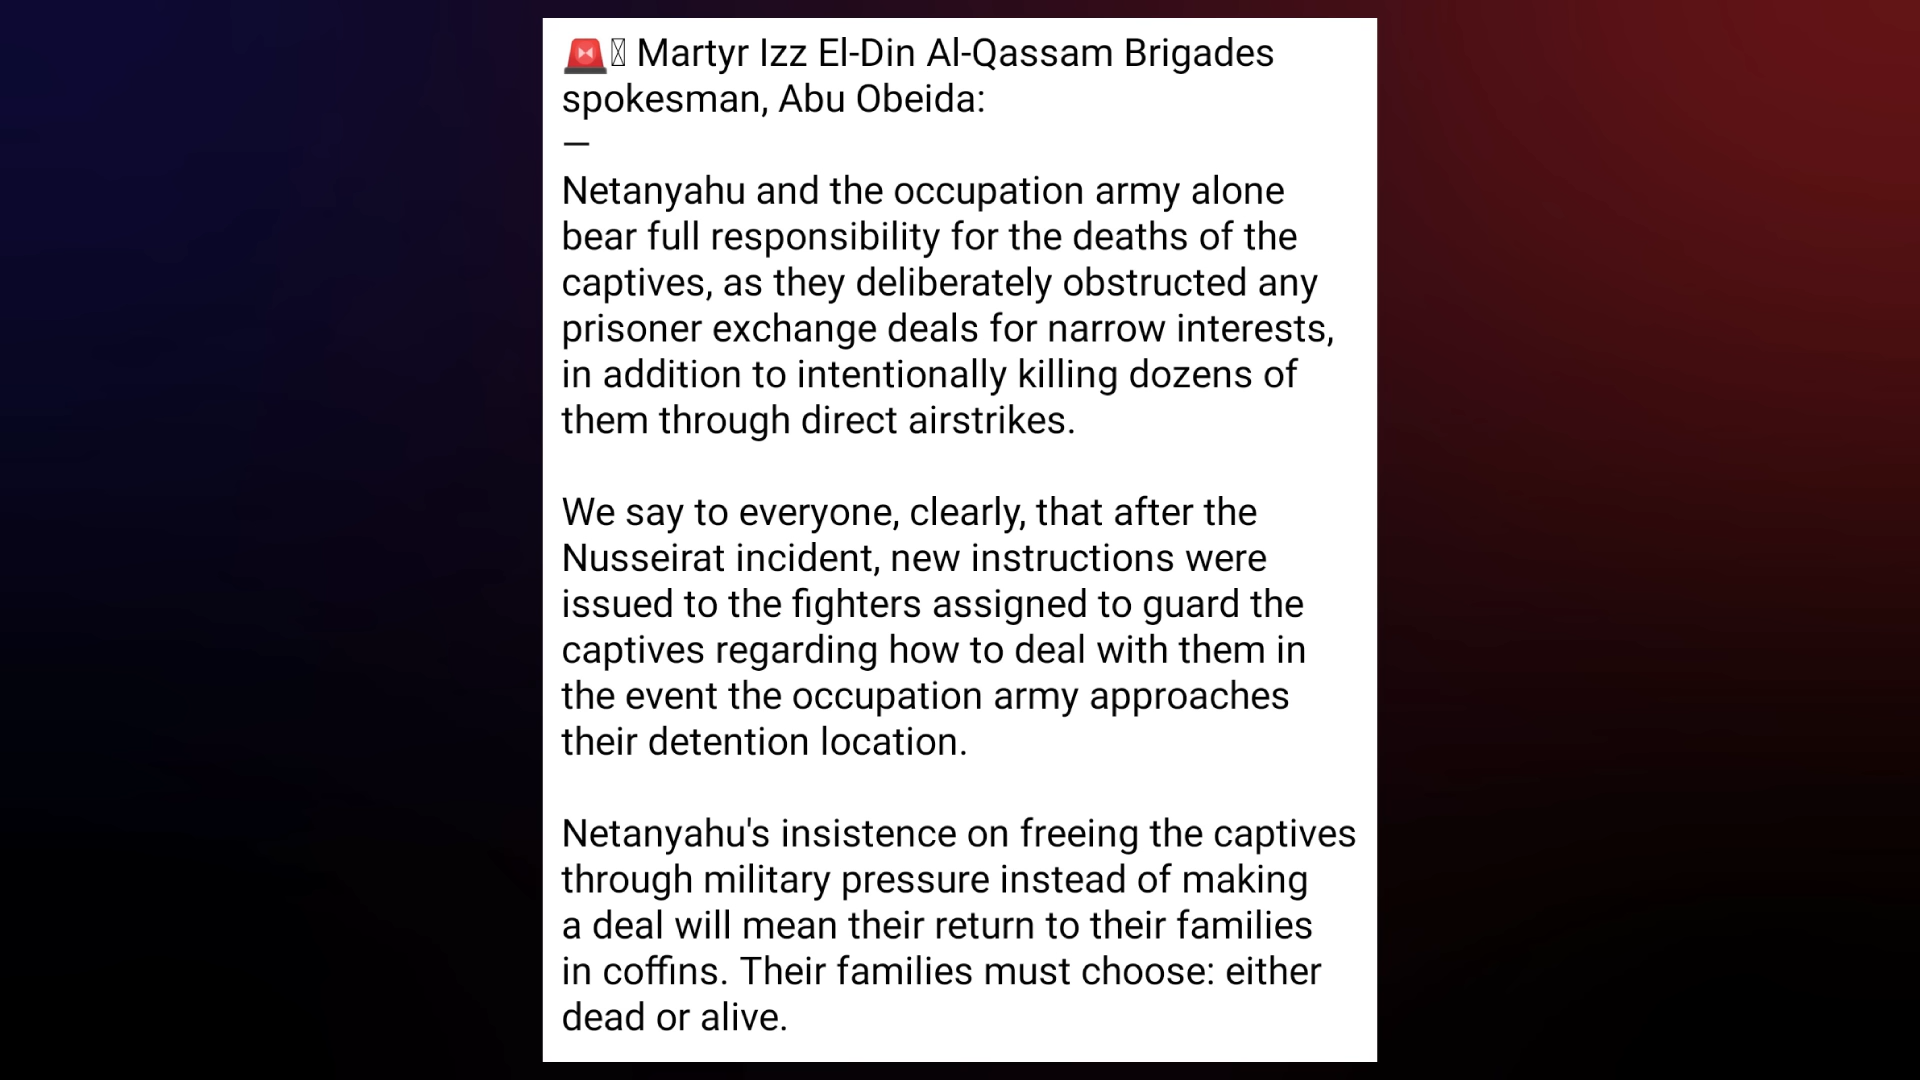 🚨 Martyr Izz El-Din Al-Qassam Brigades
spokesman, Abu Obeida:
—
Netanyahu and the occupation army alone
bear full responsibility for the deaths of the
captives, as they deliberately obstructed any
prisoner exchange deals for narrow interests,
in addition to intentionally killing dozens of
them through direct airstrikes.
We say to everyone, clearly, that after the
Nusseirat incident, new instructions were
issued to the fighters assigned to guard the
captives regarding how to deal with them in
the event the occupation army approaches
their detention location.
Netanyahu's insistence on freeing the captives
through military pressure instead of making
a deal will mean their return to their families
in coffins. Their families must choose: either
dead or alive.